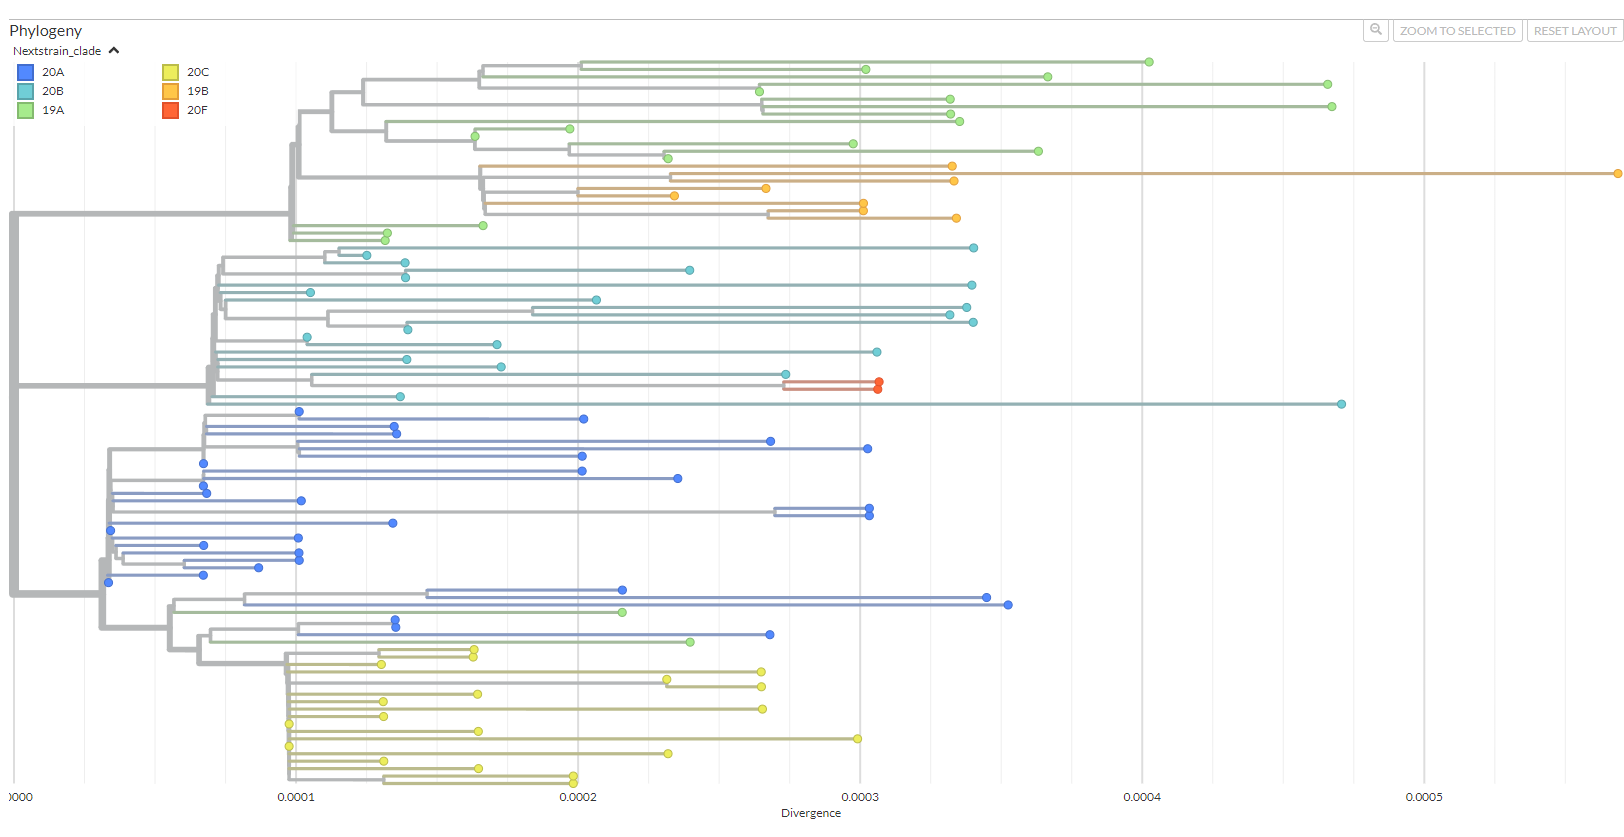 Phylogeny
ZOOM TO SELECTED
RESET LAYOUT
Nextstrain_clade
20A
20C
20B
19B
19A
20F
0000 0.0001 0.0002 0.0003 0.0004 0.0005
Divergence